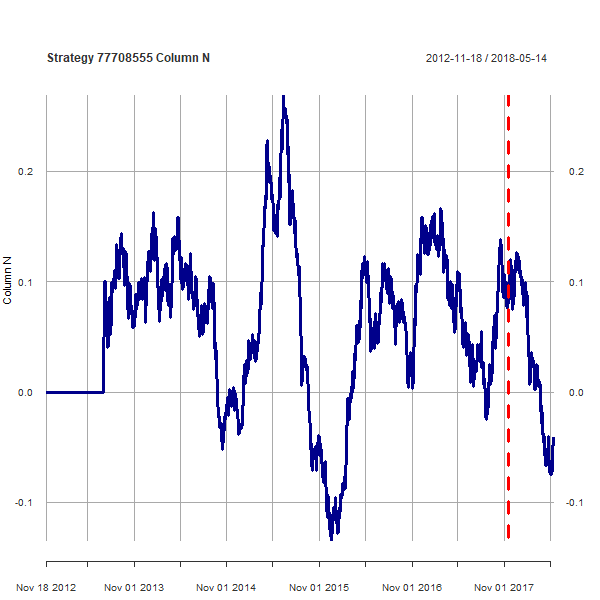 Strategy 77708555 Column N
2012-11-18 / 2018-05-14
Column N
0.2
0.2
0.1
0.1
0.0
0.0
-0.1
-0.1
Nov 18 2012
Nov 01 2013
Nov 01 2014
Nov 01 2015
Nov 01 2016
Nov 01 2017